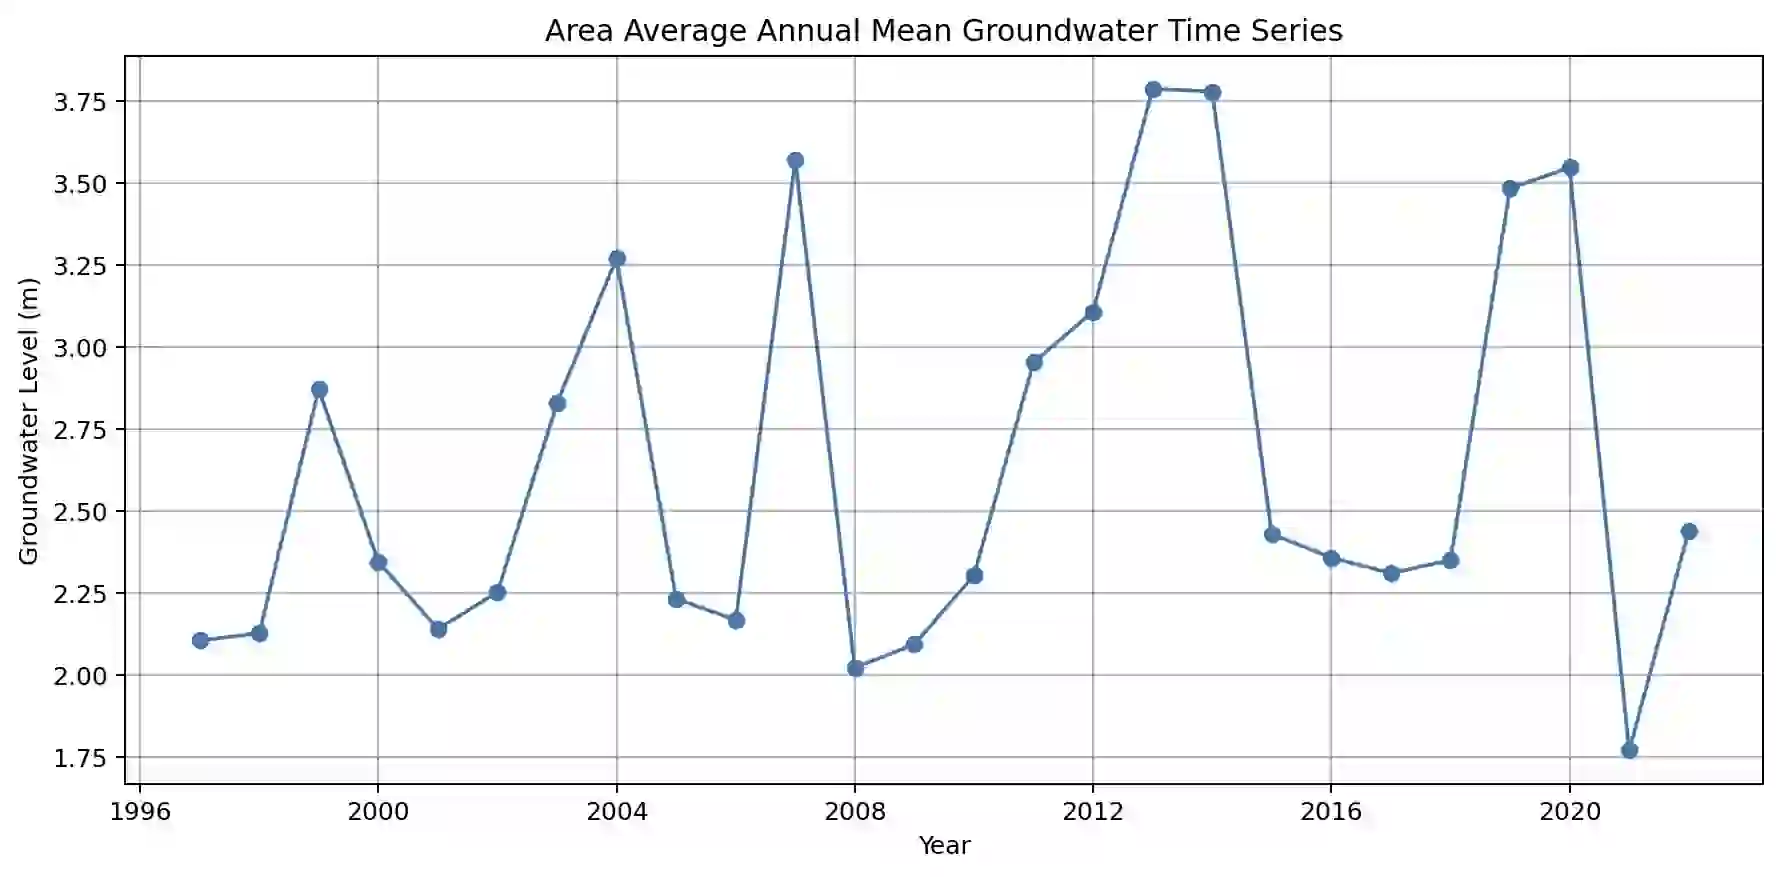 Area Average Annual Mean Groundwater Time Series
Groundwater Level (m)
3.75
3.50
3.25
3.00
2.75
2.50
2.25
2.00
1.75
1996 2000 2004 2008 2012 2016 2020
Year